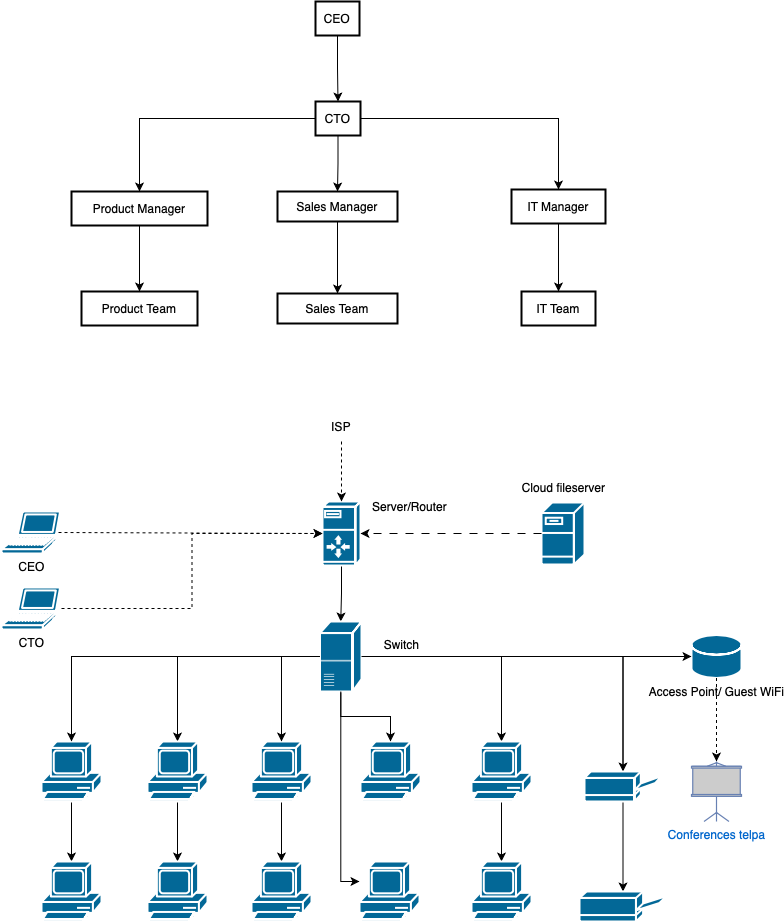 CEO
CTO
Product Manager
Sales Manager
IT Manager
Product Team
Sales Team
IT Team
ISP
Cloud fileserver
Server/Router
CEO
CTO
Switch
Access Point/ Guest WiFi
Conferences telpa